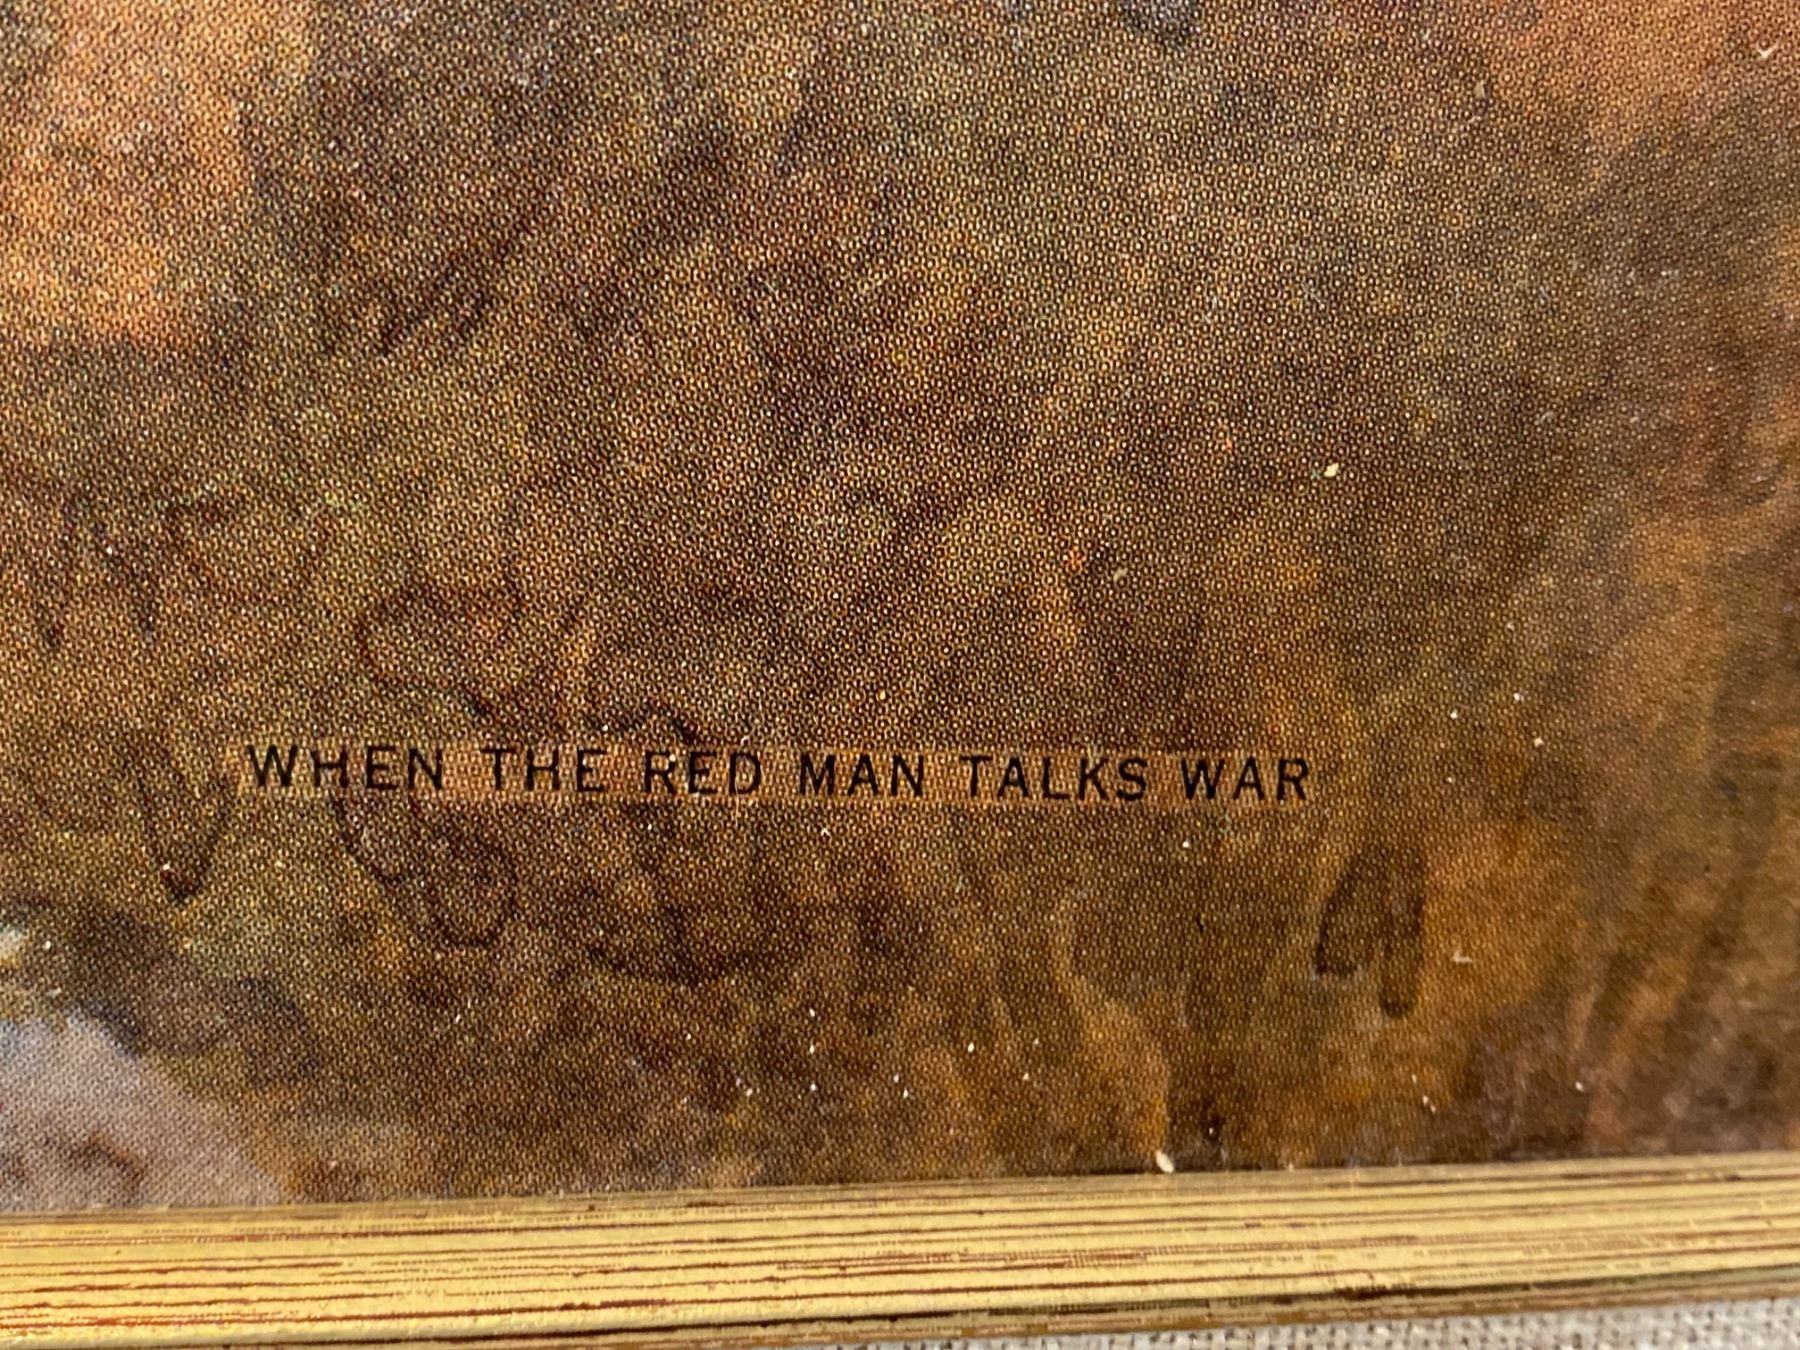 WHEN THE RED MAN TALKS WAR